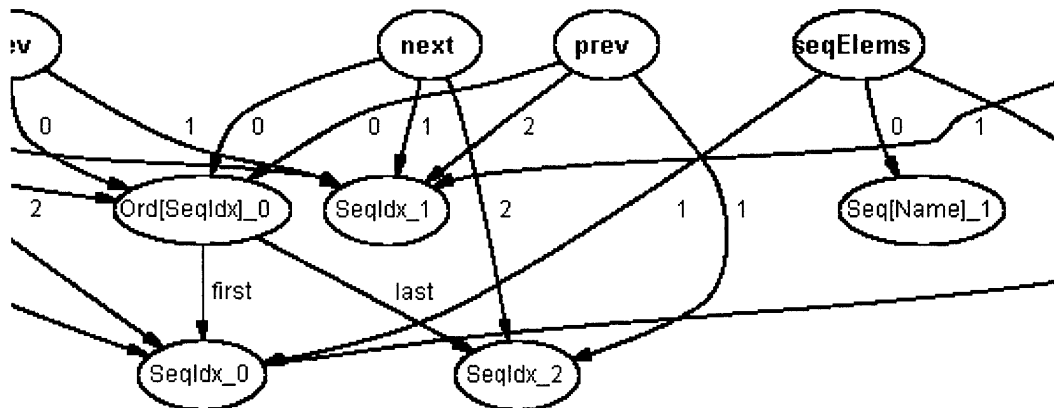 ev next prev seqElems
0 1 0 0 1 2 0 1
Ord[SeqIdx]_0 SeqIdx_1 Seq[Name]_1
2 2 1 1
first last
SeqIdx_0 SeqIdx_2